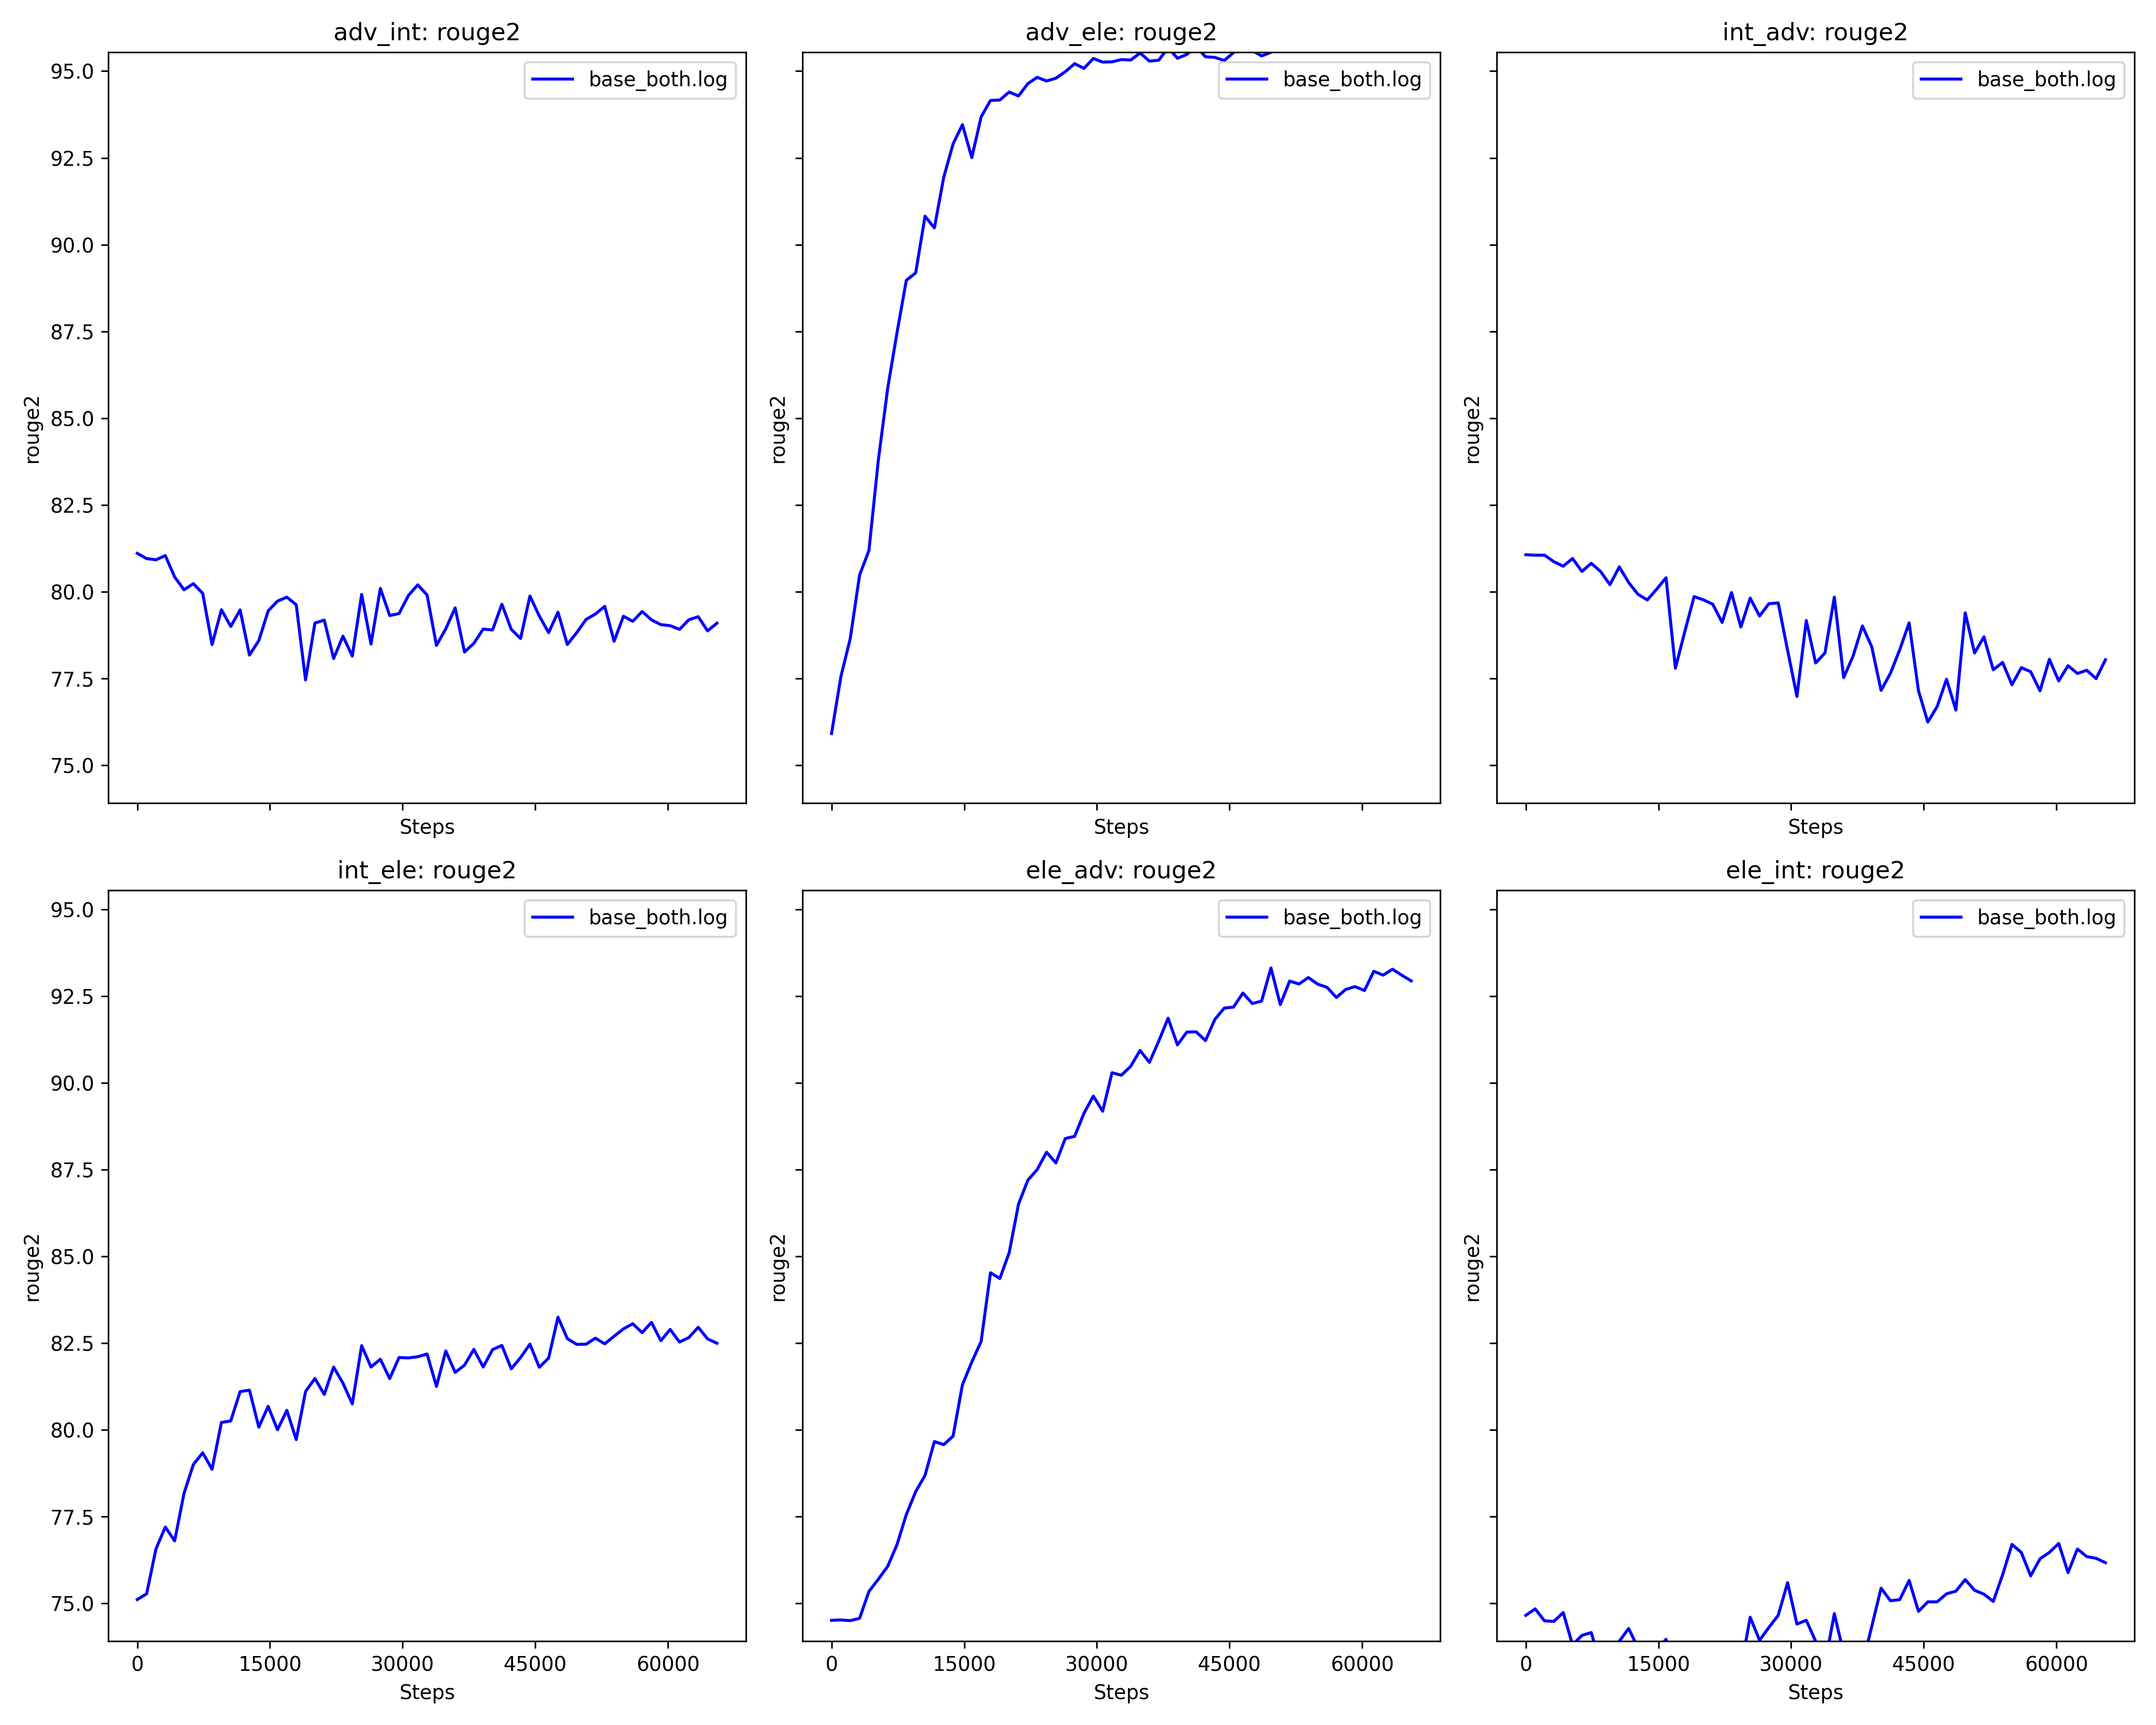 adv_int: rouge2
base_both.log
95.0
92.5
90.0
87.5
85.0
82.5
80.0
77.5
75.0
rouge2
Steps
adv_ele: rouge2
base_both.log
rouge2
Steps
int_adv: rouge2
base_both.log
rouge2
Steps
int_ele: rouge2
base_both.log
95.0
92.5
90.0
87.5
85.0
82.5
80.0
77.5
75.0
rouge2
0 15000 30000 45000 60000
Steps
ele_adv: rouge2
base_both.log
rouge2
0 15000 30000 45000 60000
Steps
ele_int: rouge2
base_both.log
rouge2
0 15000 30000 45000 60000
Steps